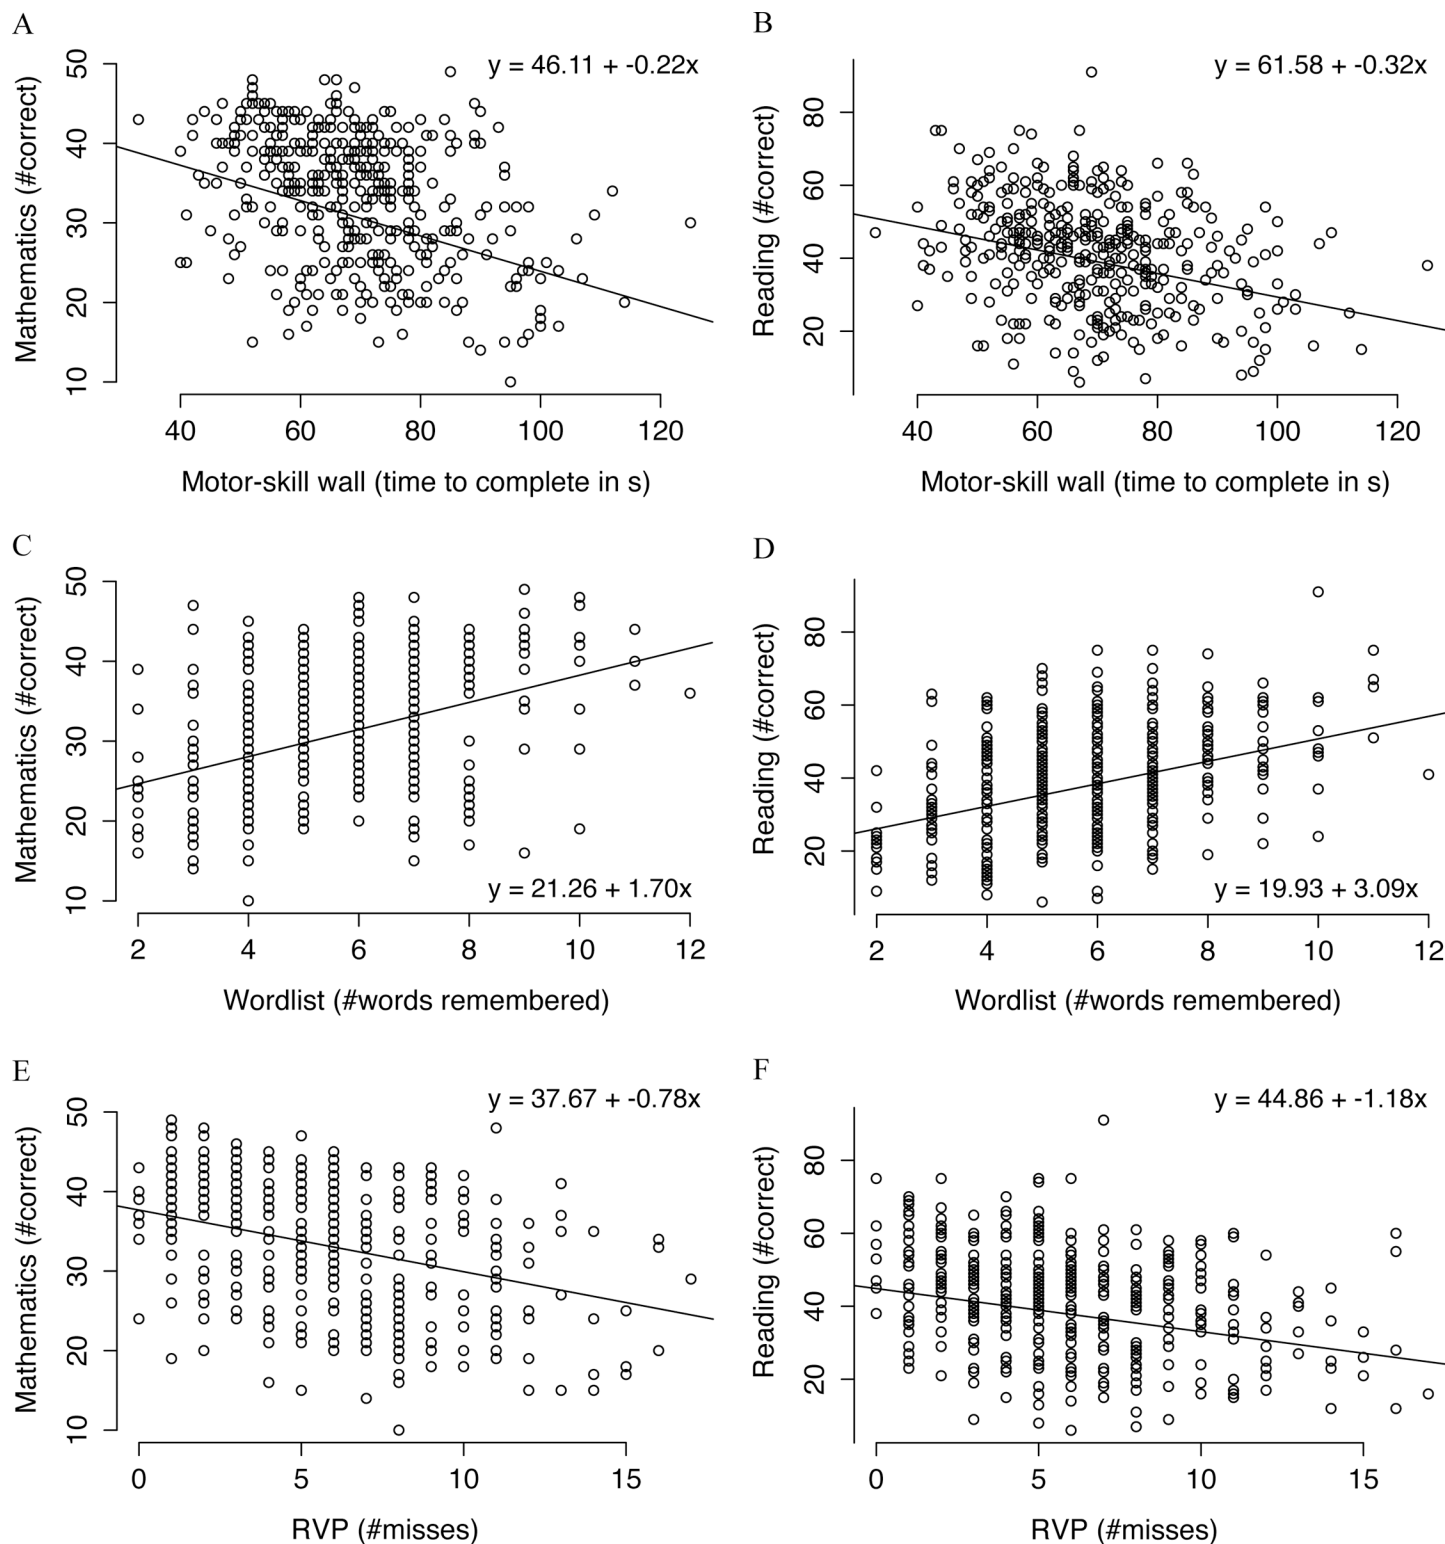 A
y = 46.11 + -0.22x
Mathematics (#correct)
50
40
30
20
10
40 60 80 100 120
Motor-skill wall (time to complete in s)
B
y = 61.58 + -0.32x
Reading (#correct)
80
60
40
20
40 60 80 100 120
Motor-skill wall (time to complete in s)
C
Mathematics (#correct)
50
40
30
20
10
y = 21.26 + 1.70x
2 4 6 8 10 12
Wordlist (#words remembered)
D
Reading (#correct)
80
60
40
20
y = 19.93 + 3.09x
2 4 6 8 10 12
Wordlist (#words remembered)
E
y = 37.67 + -0.78x
Mathematics (#correct)
50
40
30
20
10
0 5 10 15
RVP (#misses)
F
y = 44.86 + -1.18x
Reading (#correct)
80
60
40
20
0 5 10 15
RVP (#misses)